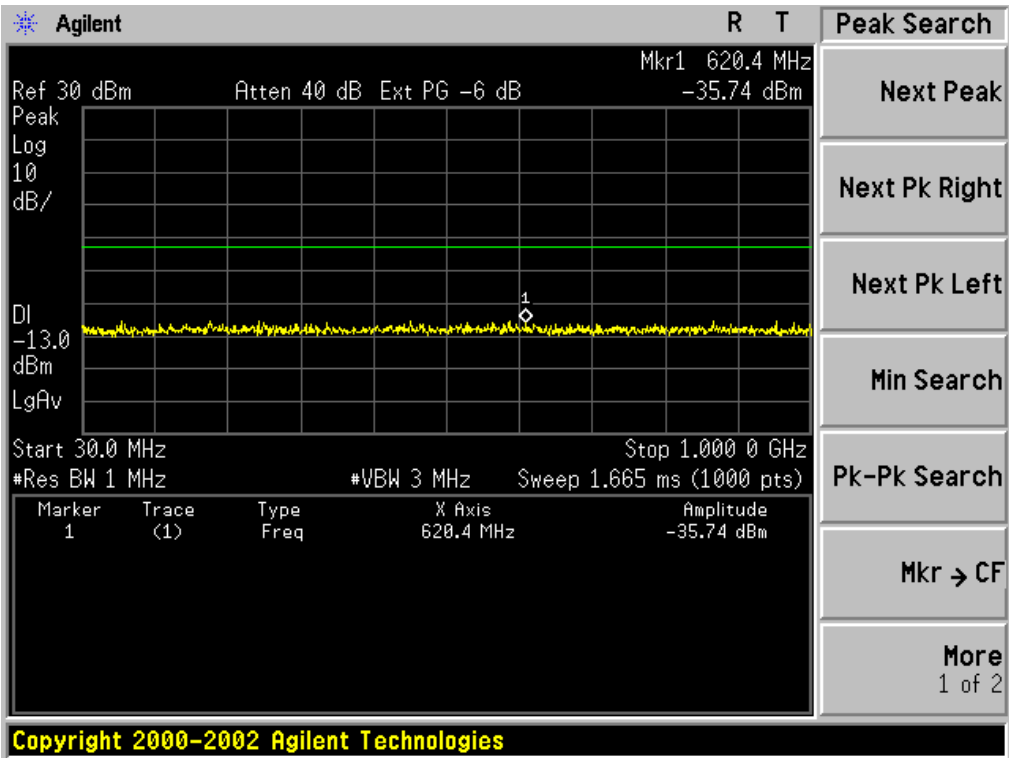 Agilent R T
Peak Search
Mkr1 620.4 MHz
Ref 30 dBm Atten 40 dB Ext PG -6 dB -35.74 dBm
Peak
Log
10
dB/
1
DI
-13.0
dBm
LgAv
Start 30.0 MHz Stop 1.000 0 GHz
#Res BW 1 MHz #VBW 3 MHz Sweep 1.665 ms (1000 pts)
Marker Trace Type X Axis Amplitude
1 (1) Freq 620.4 MHz -35.74 dBm
Next Peak
Next Pk Right
Next Pk Left
Min Search
Pk-Pk Search
Mkr → CF
More
1 of 2
Copyright 2000-2002 Agilent Technologies